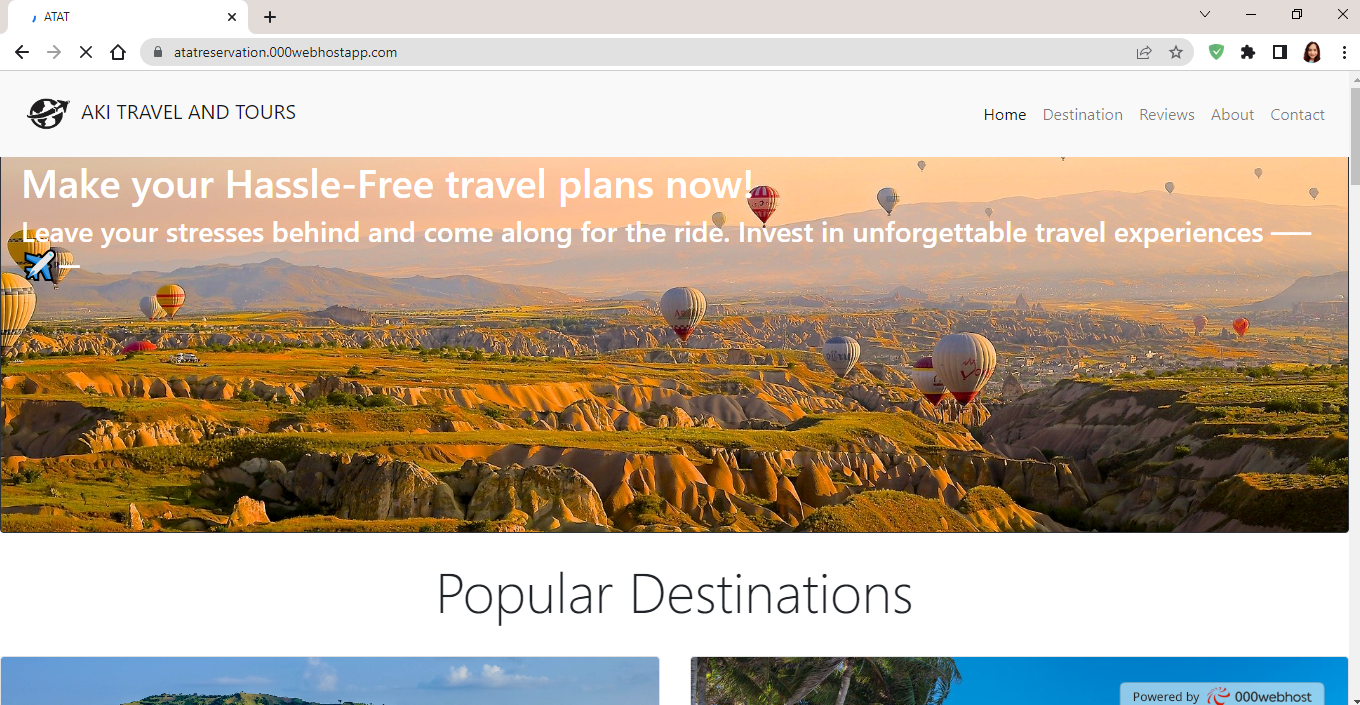 ATAT
atatreservation.000webhostapp.com
AKI TRAVEL AND TOURS
Home Destination Reviews About Contact
Make your Hassle-Free travel plans now!
Leave your stresses behind and come along for the ride. Invest in unforgettable travel experiences ——
✈—
Popular Destinations
Powered by 000webhost